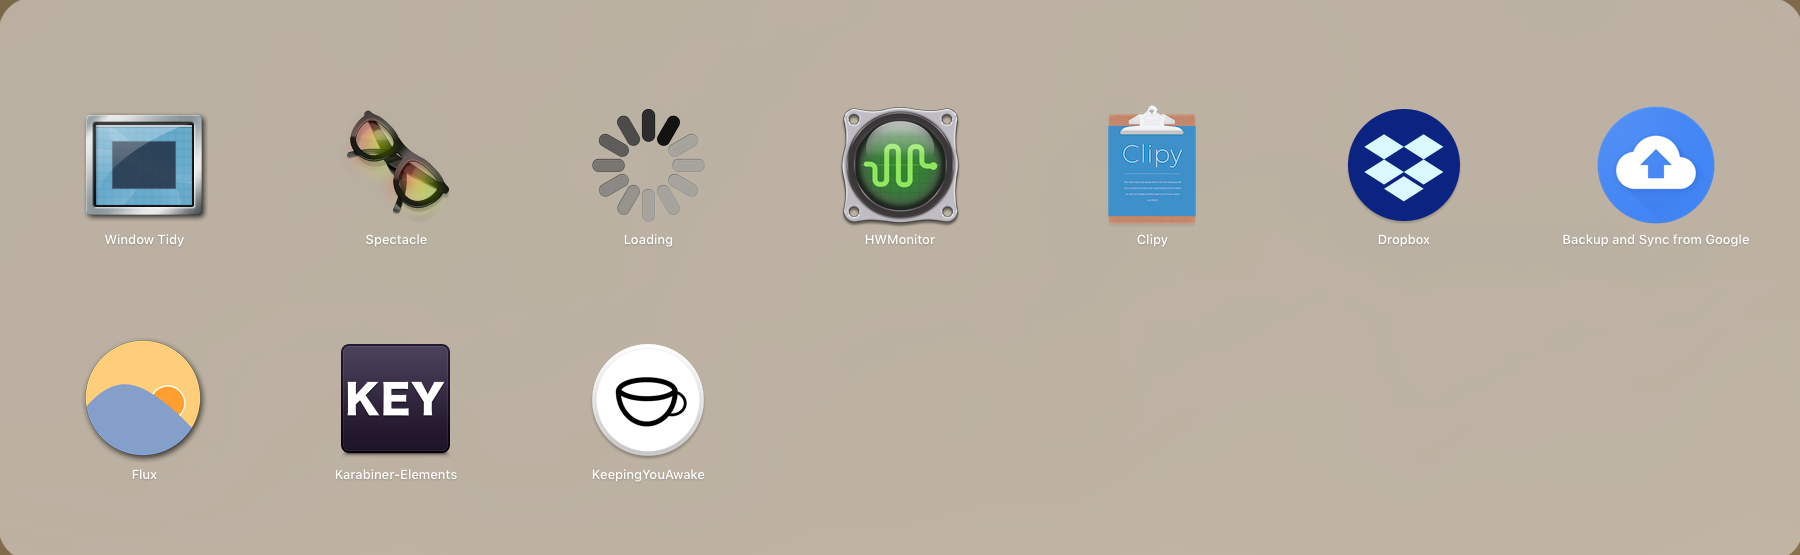 Clipy
Window Tidy
Spectacle
Loading
HWMonitor
Clipy
Dropbox
Backup and Sync from Google
KEY
Flux
Karabiner-Elements
KeepingYouAwake